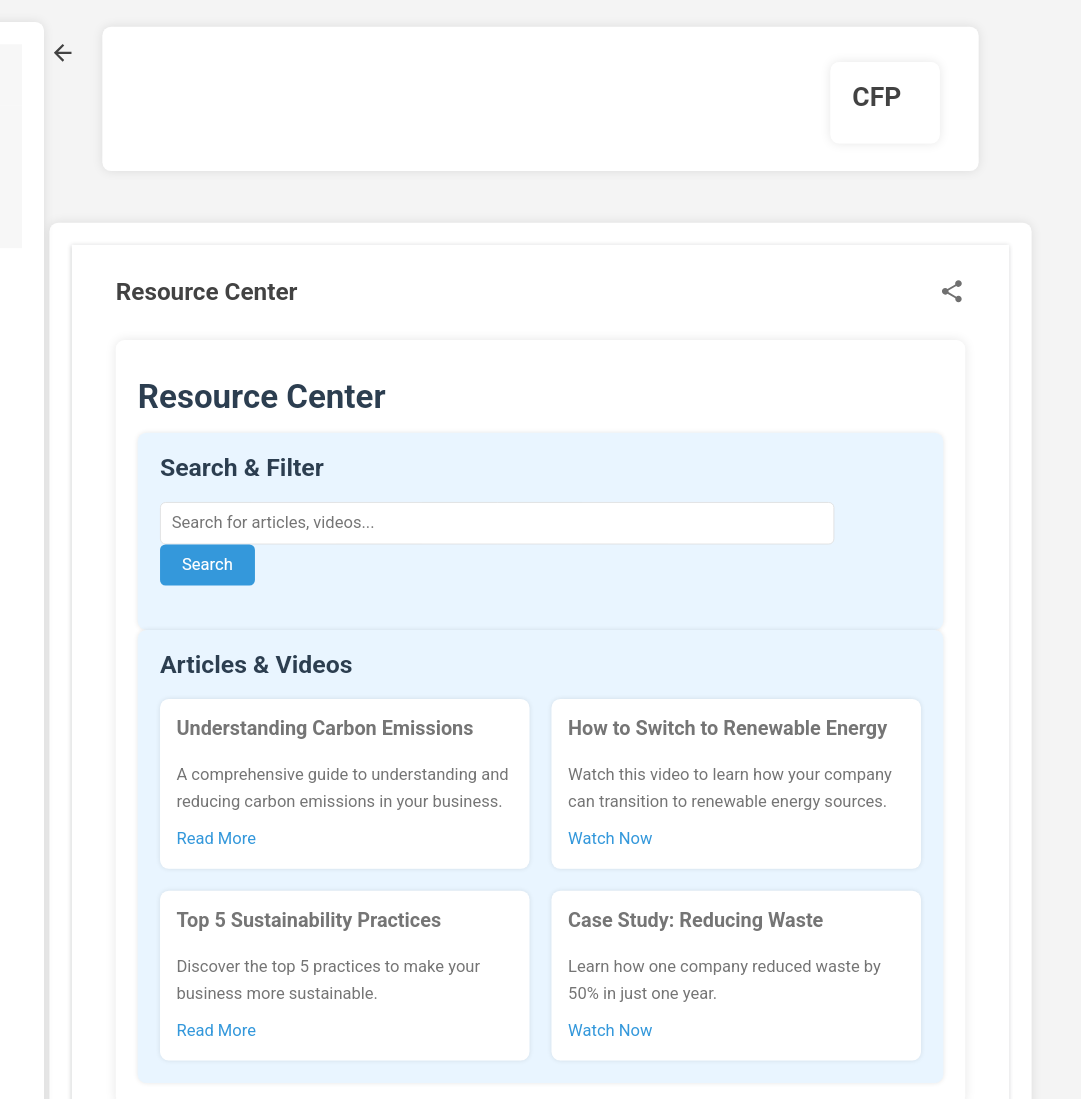 CFP
Resource Center
Resource Center
Search & Filter
Search for articles, videos...
Search
Articles & Videos
Understanding Carbon Emissions
A comprehensive guide to understanding and
reducing carbon emissions in your business.
Read More
How to Switch to Renewable Energy
Watch this video to learn how your company
can transition to renewable energy sources.
Watch Now
Top 5 Sustainability Practices
Discover the top 5 practices to make your
business more sustainable.
Read More
Case Study: Reducing Waste
Learn how one company reduced waste by
50% in just one year.
Watch Now